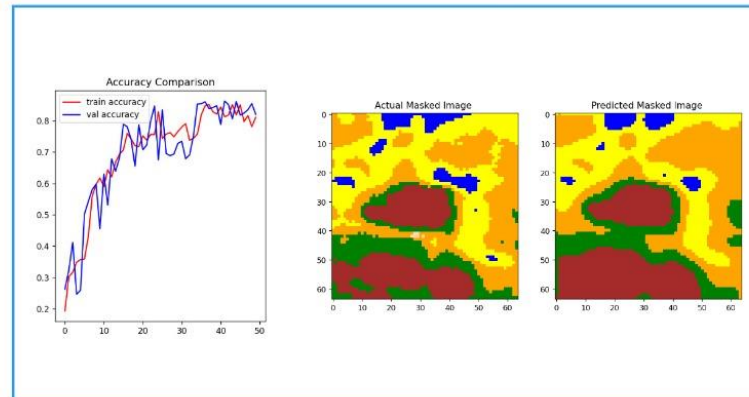 Accuracy Comparison
train accuracy
val accuracy
0.8
0.7
0.6
0.5
0.4
0.3
0.2
0 10 20 30 40 50
Actual Masked Image
0
10
20
30
40
50
60
0 10 20 30 40 50 60
Predicted Masked Image
0
10
20
30
40
50
60
0 10 20 30 40 50 60